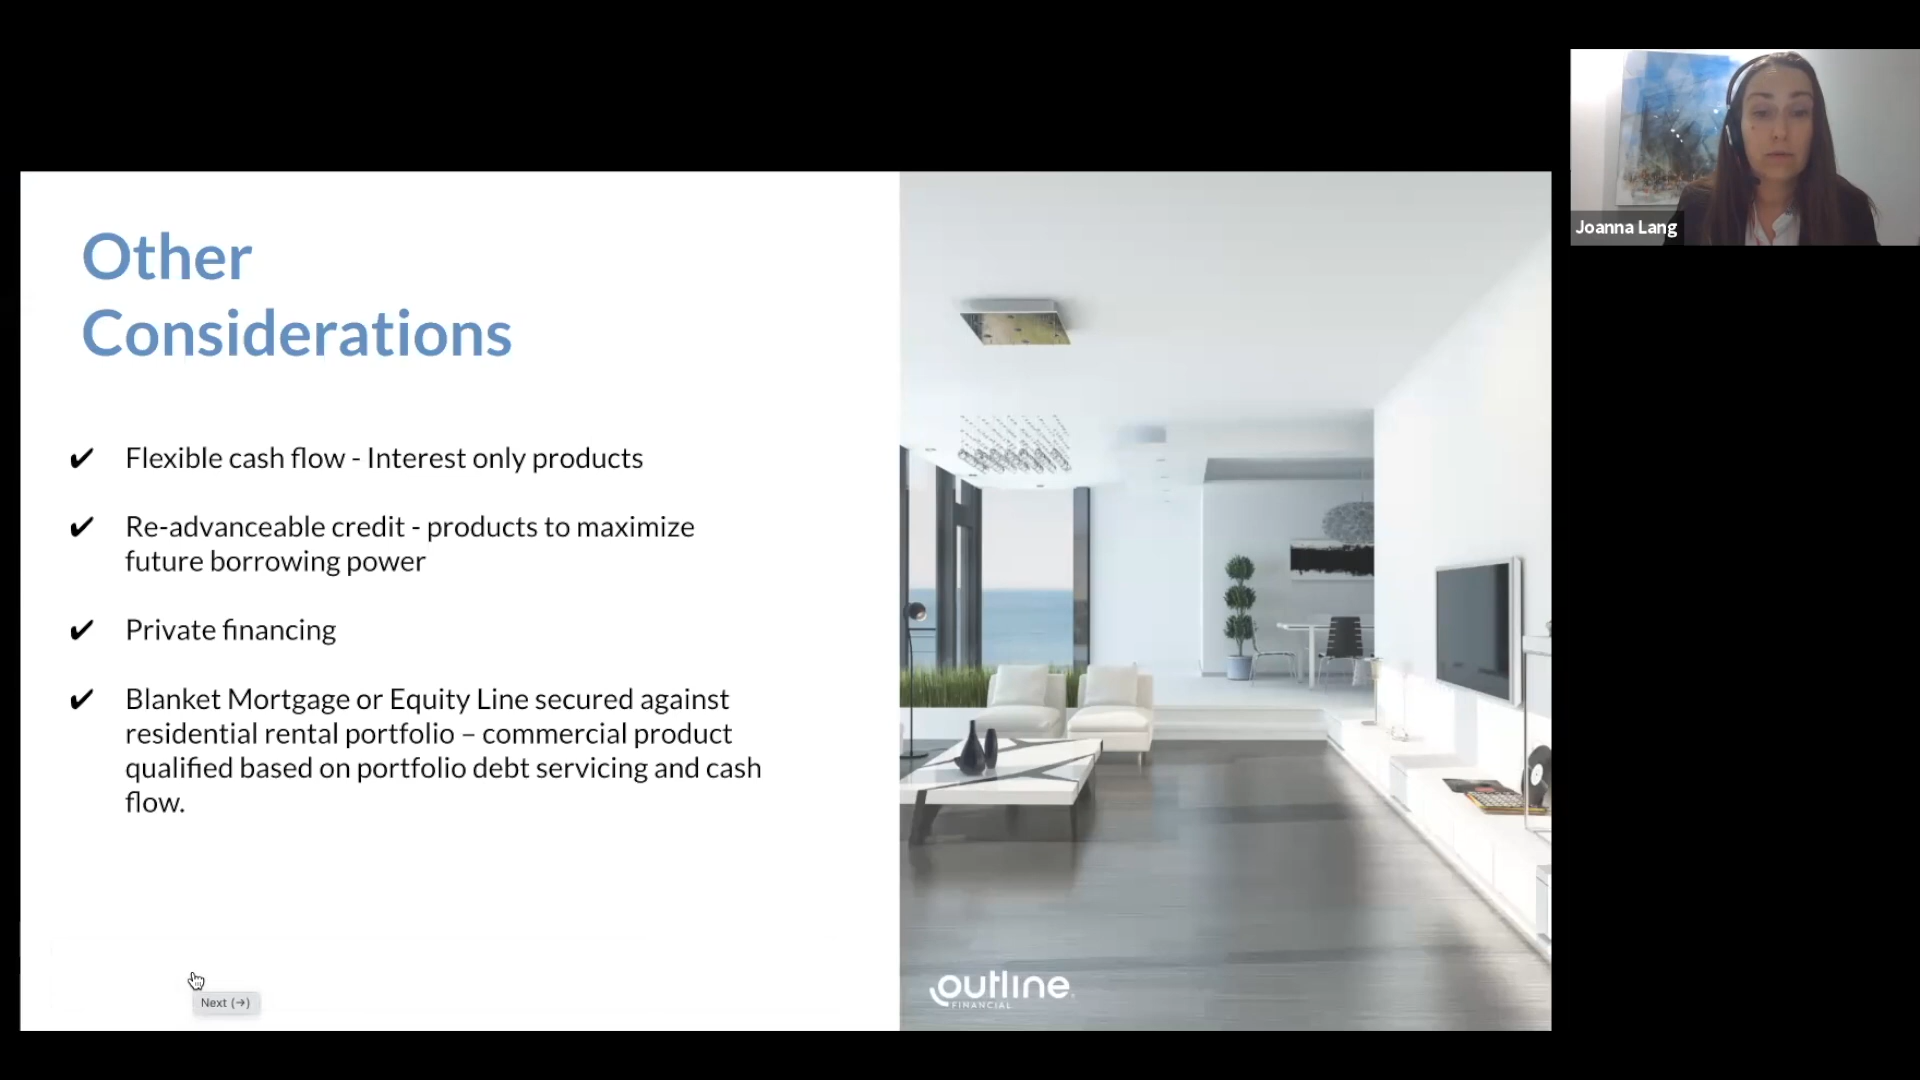 Joanna Lang
Other
Considerations
✔ Flexible cash flow - Interest only products
✔ Re-advanceable credit - products to maximize
future borrowing power
✔ Private financing
✔ Blanket Mortgage or Equity Line secured against
residential rental portfolio – commercial product
qualified based on portfolio debt servicing and cash
flow.
Next (→)
outline
FINANCIAL